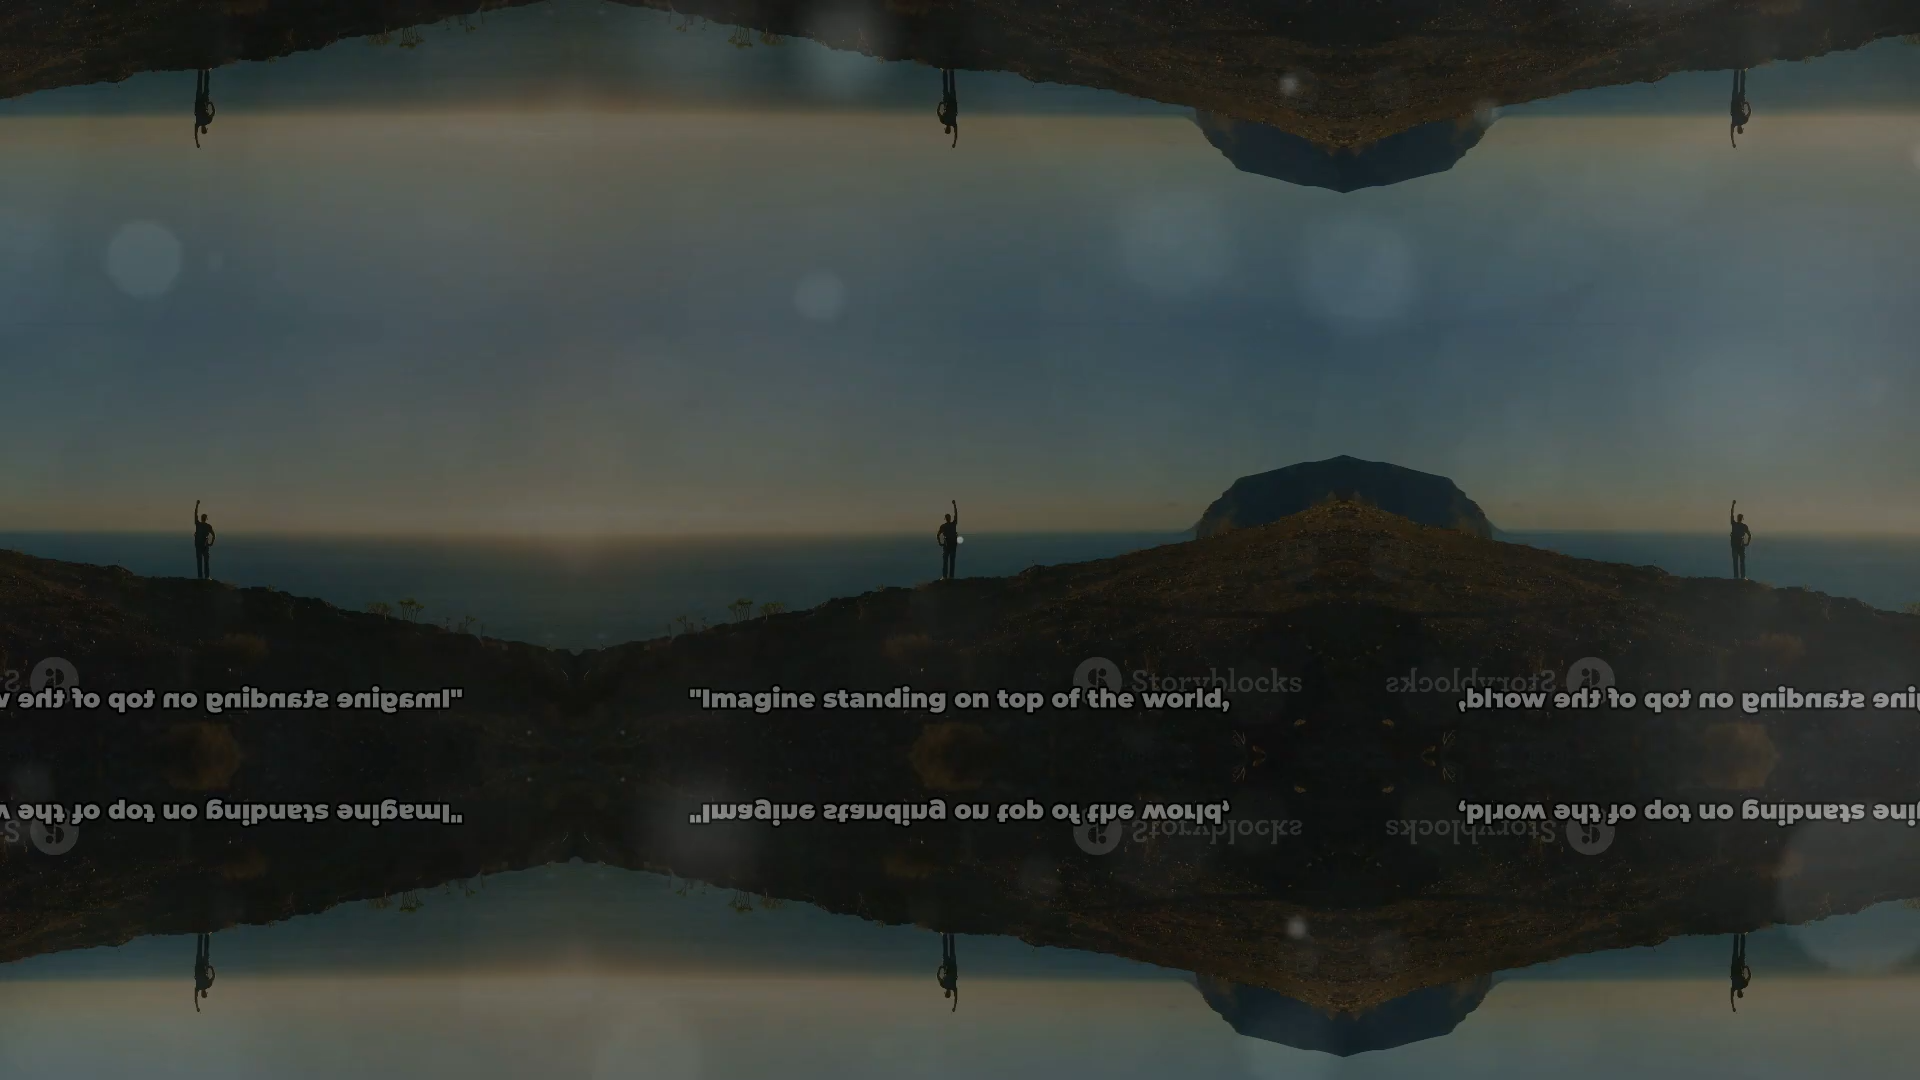 Storyblocks
"Imagine standing on top of the world,